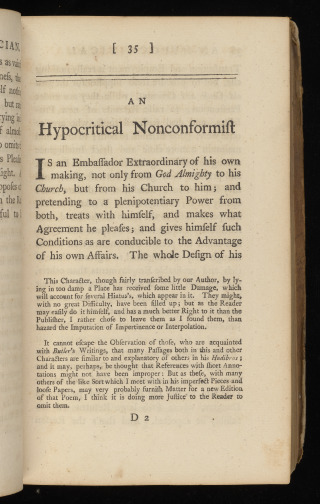 CIAN.
[ 35 ]
AN
Hypocritical Nonconformiſt
IS an Embaſſador Extraordinary of his own
making, not only from God Almighty to his
Church, but from his Church to him; and
pretending to a plenipotentiary Power from
both, treats with himſelf, and makes what
Agreement he pleaſes; and gives himſelf ſuch
Conditions as are conducible to the Advantage
of his own Affairs. The whole Deſign of his
This Character, though fairly tranſcribed by our Author, by ly-
ing in too damp a Place has received ſome little Damage, which
will account for ſeveral Hiatus's, which appear in it. They might,
with no great Difficulty, have been filled up; but as the Reader
may eaſily do it himſelf, and has a much better Right to it than the
Publiſher, I rather choſe to leave them as I found them, than
hazard the Imputation of Impertinence or Interpolation.
It cannot eſcape the Obſervation of thoſe, who are acquainted
with Butler's Writings, that many Paſſages both in this and other
Characters are ſimilar to and explanatory of others in his Hudibras;
and it may, perhaps, be thought that References with ſhort Anno-
tations might not have been improper: But as theſe, with many
others of the like Sort which I meet with in his imperfect Pieces and
looſe Papers, may very probably furniſh Matter for a new Edition
of that Poem, I think it is doing more Juſtice to the Reader to
omit them.
D 2